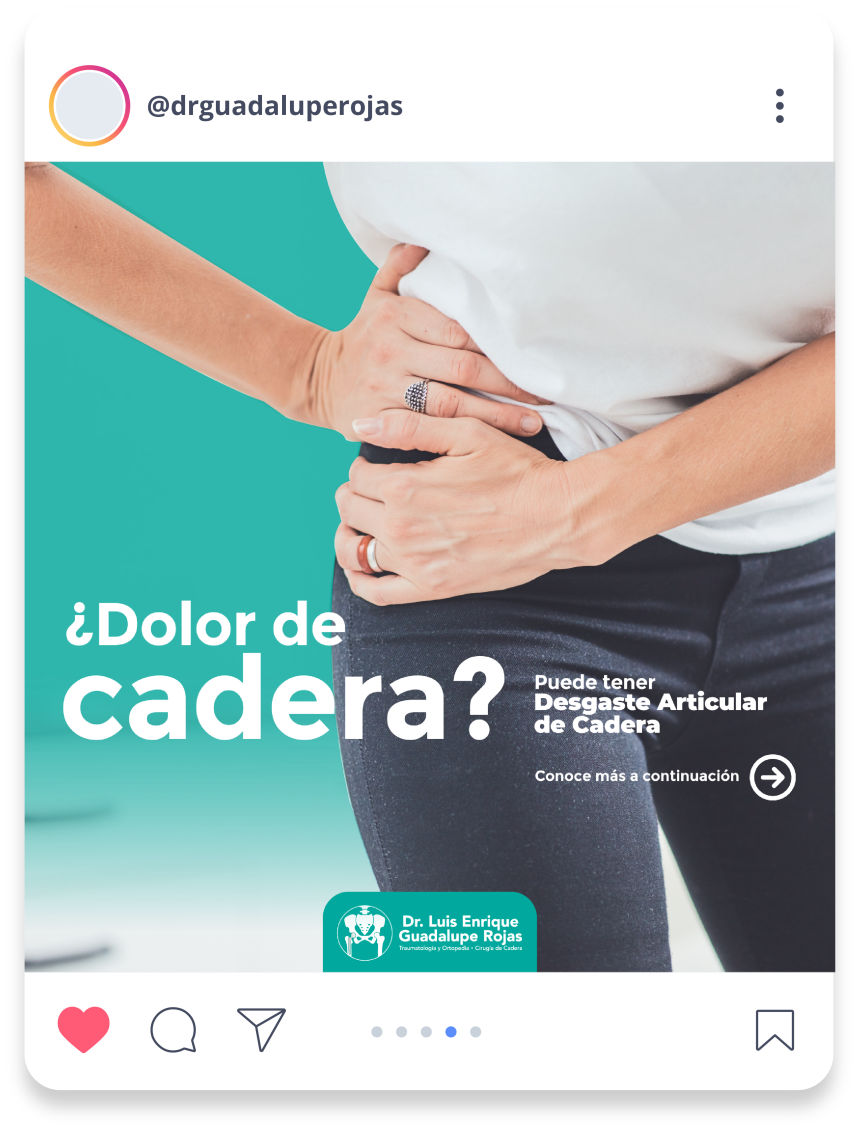 @drguadaluperojas
¿Dolor de
cadera?
Puede tener
Desgaste Articular
de Cadera
Conoce más a continuación
Dr. Luis Enrique
Guadalupe Rojas
Traumatología y Ortopedia • Cirugía de Cadera